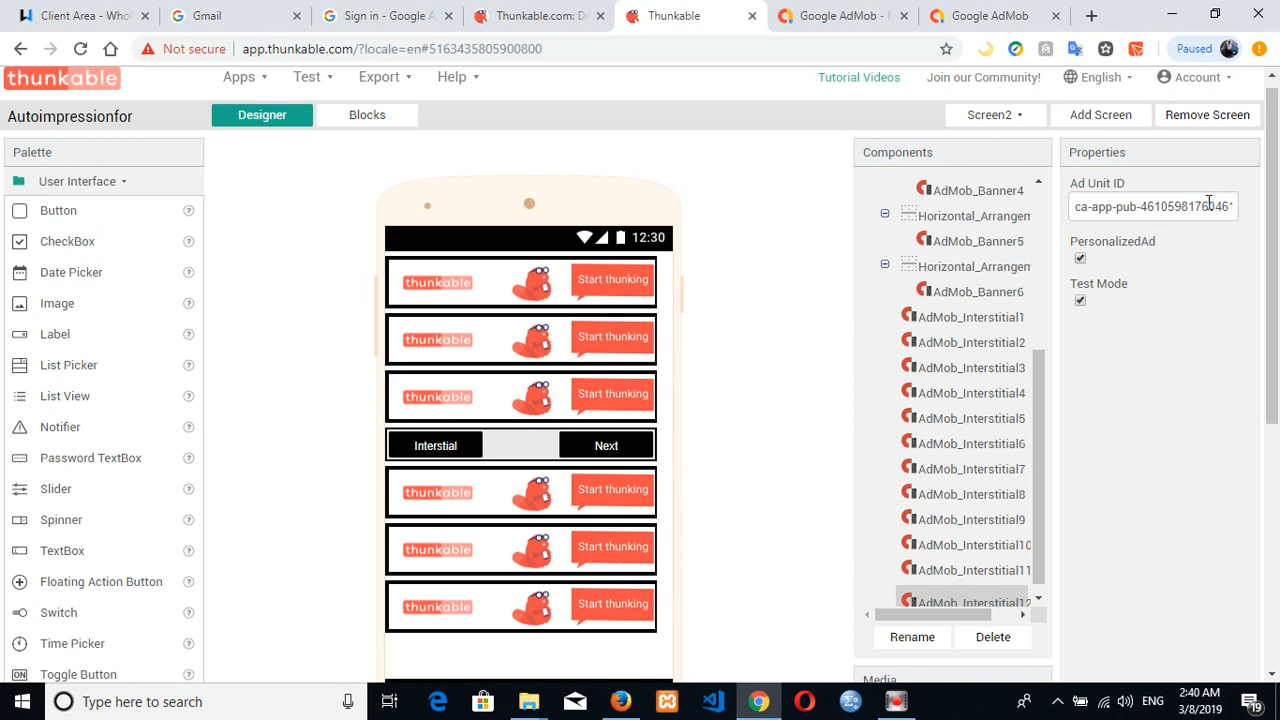 Client Area - Who
Gmail
Sign in - Google A
Thunkable.com: D
Thunkable
Google AdMob - M
Google AdMob
Not secure
app.thunkable.com/?locale=en#5163435805900800
Paused
thunkable
Apps
Test
Export
Help
Tutorial Videos
Join our Community!
English
Account
Autoimpressionfor
Designer
Blocks
Screen2
Add Screen
Remove Screen
Palette
User Interface
Button
CheckBox
Date Picker
Image
Label
List Picker
List View
Notifier
Password TextBox
Slider
Spinner
TextBox
Floating Action Button
Switch
Time Picker
Toggle Button
12:30
thunkable Start thunking
thunkable Start thunking
thunkable Start thunking
Interstial
Next
thunkable Start thunking
thunkable Start thunking
thunkable Start thunking
Components
AdMob_Banner4
Horizontal_Arrangem
AdMob_Banner5
Horizontal_Arrangem
AdMob_Banner6
AdMob_Interstitial1
AdMob_Interstitial2
AdMob_Interstitial3
AdMob_Interstitial4
AdMob_Interstitial5
AdMob_Interstitial6
AdMob_Interstitial7
AdMob_Interstitial8
AdMob_Interstitial9
AdMob_Interstitial10
AdMob_Interstitial11
AdMob_Interstitial12
Rename
Delete
Media
Properties
Ad Unit ID
PersonalizedAd
Test Mode
Type here to search
ENG
2:40 AM
3/8/2019
19